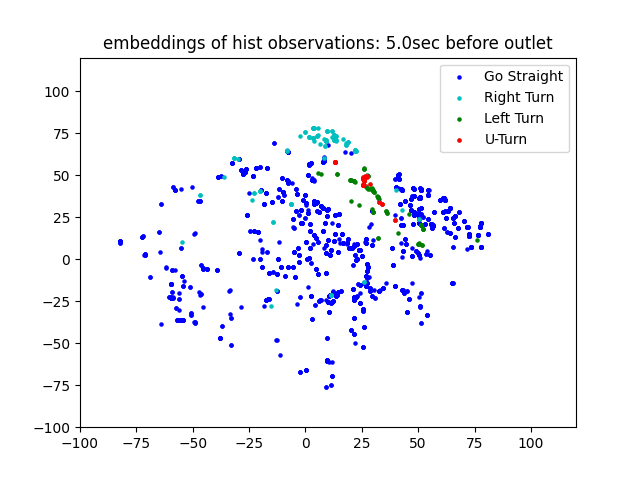 embeddings of hist observations: 5.0sec before outlet
Go Straight
Right Turn
Left Turn
U-Turn
100
75
50
25
0
−25
−50
−75
−100
−100 −75 −50 −25 0 25 50 75 100